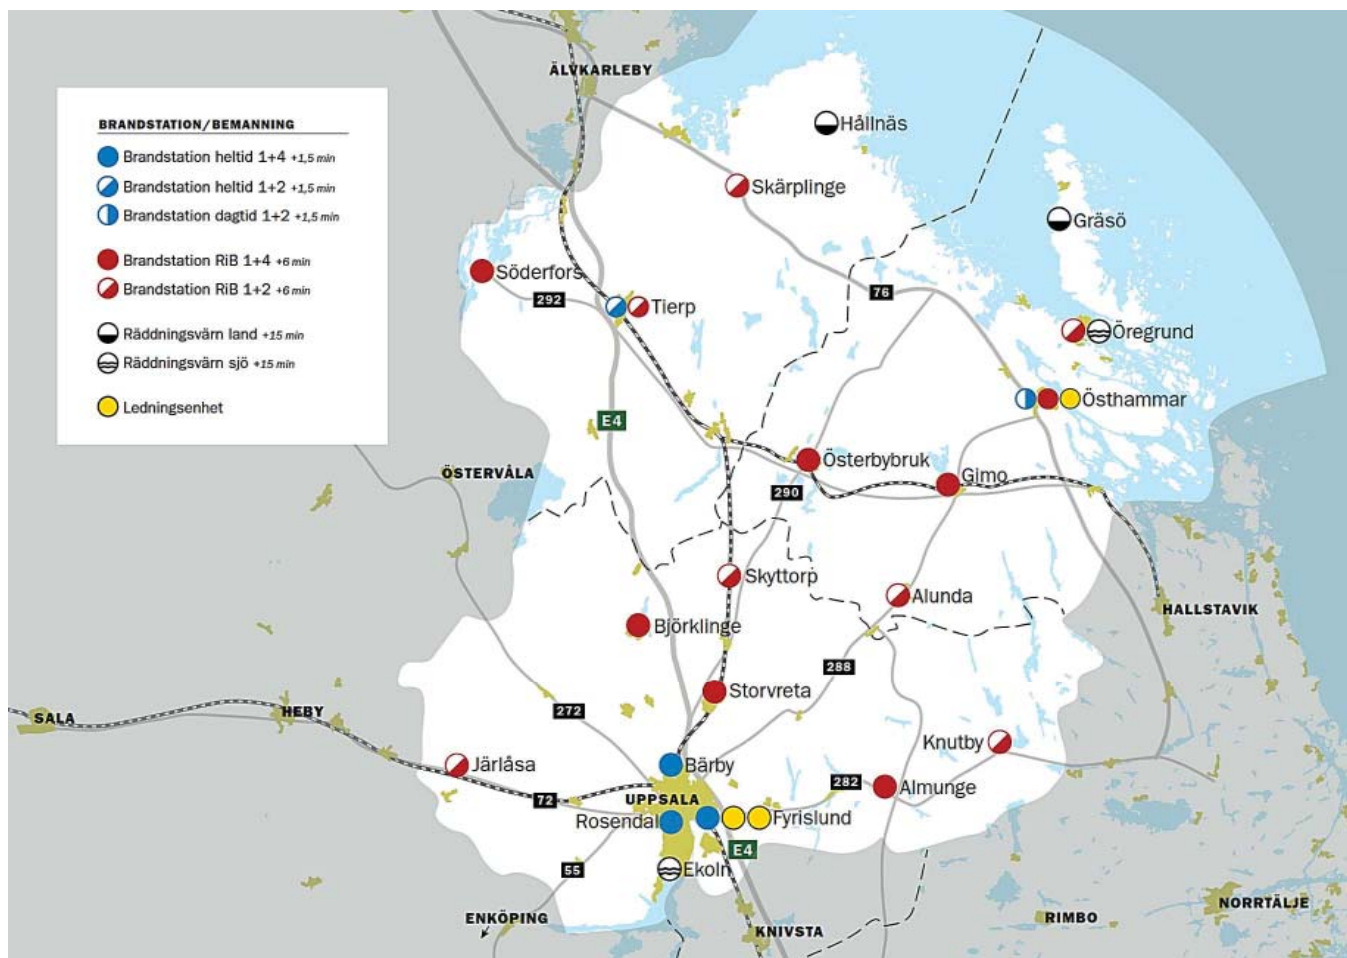 ÄLVKARLEBY
BRANDSTATION/BEMANNING
Brandstation heltid 1+4 +1,5 min
Brandstation heltid 1+2 +1,5 min
Brandstation dagtid 1+2 +1,5 min
Brandstation RiB 1+4 +6 min
Brandstation RiB 1+2 +6 min
Räddningsvärn land +15 min
Räddningsvärn sjö +15 min
Ledningsenhet
Hållnäs
Skärplinge
Gräsö
Söderfors
292
76
Tierp
Öregrund
Östhammar
E4
Österbybruk
ÖSTERVÅLA
Gimo
290
Skyttorp
Alunda
HALLSTAVIK
Björklinge
288
Storvreta
272
HEBY
SALA
Knutby
Järlåsa
Bärby
282
Almunge
72
UPPSALA
Rosendal
Fyrislund
E4
55
Ekoln
ENKÖPING
KNIVSTA
RIMBO
NORRTÄLJE